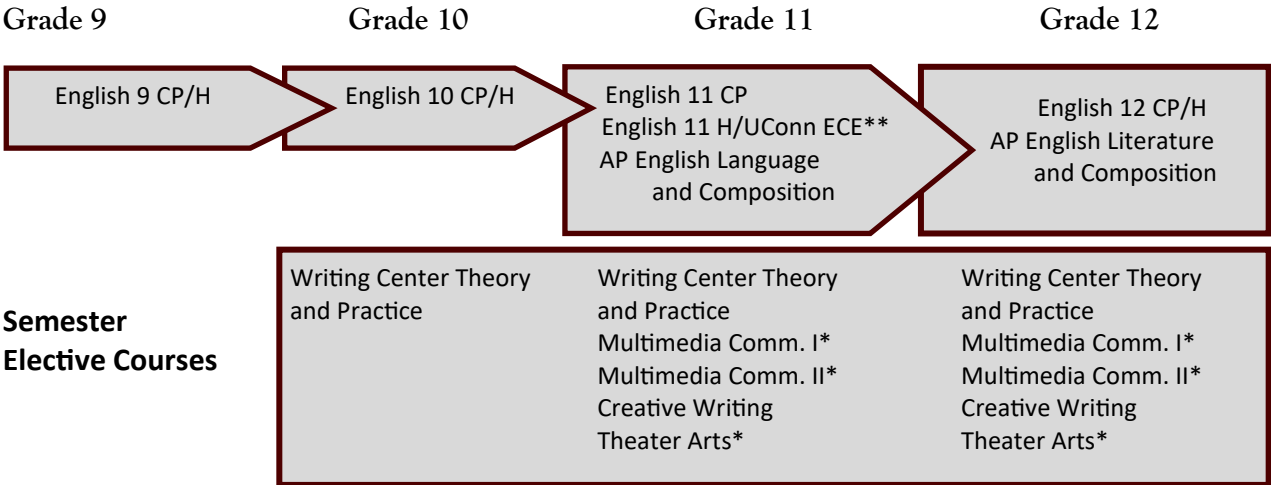 Grade 9
Grade 10
Grade 11
Grade 12
English 9 CP/H
English 10 CP/H
English 11 CP
English 11 H/UConn ECE**
AP English Language
and Composition
English 12 CP/H
AP English Literature
and Composition
Semester
Elective Courses
Writing Center Theory
and Practice
Writing Center Theory
and Practice
Multimedia Comm. I*
Multimedia Comm. II*
Creative Writing
Theater Arts*
Writing Center Theory
and Practice
Multimedia Comm. I*
Multimedia Comm. II*
Creative Writing
Theater Arts*